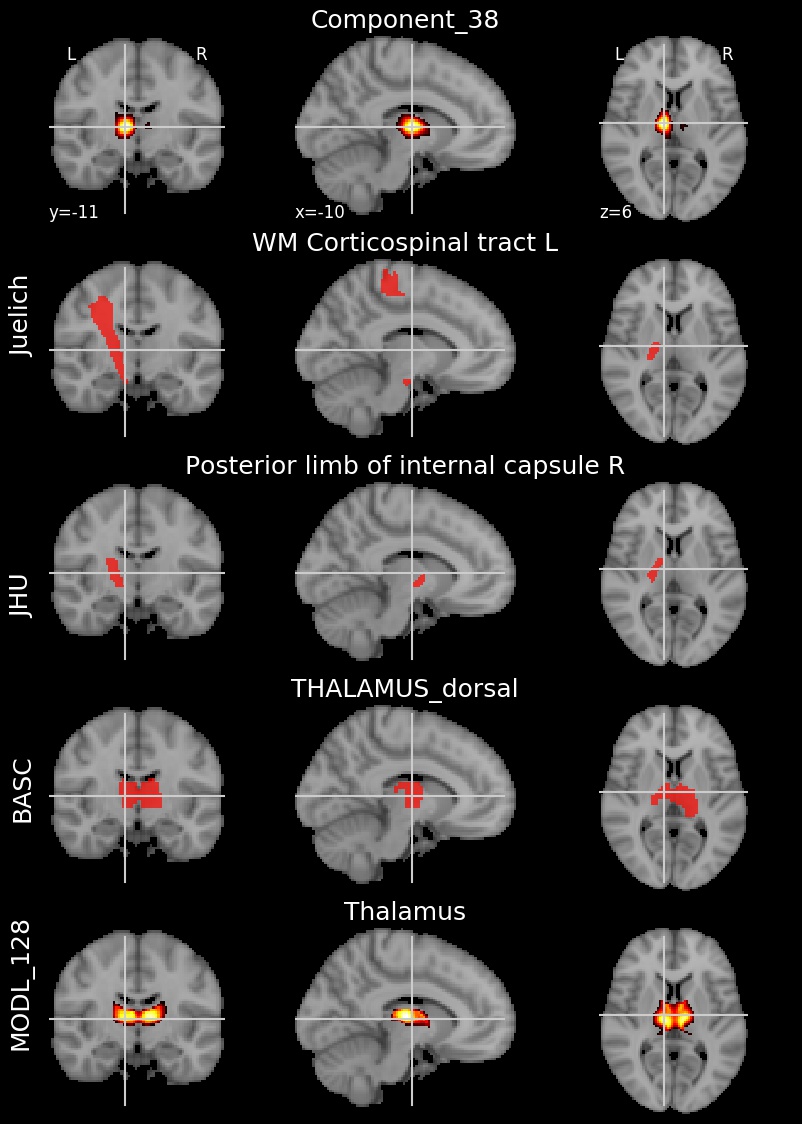 Component_38
L
R
L
R
y=-11
x=-10
z=6
WM Corticospinal tract L
Juelich
Posterior limb of internal capsule R
JHU
THALAMUS_dorsal
BASC
Thalamus
MODL_128